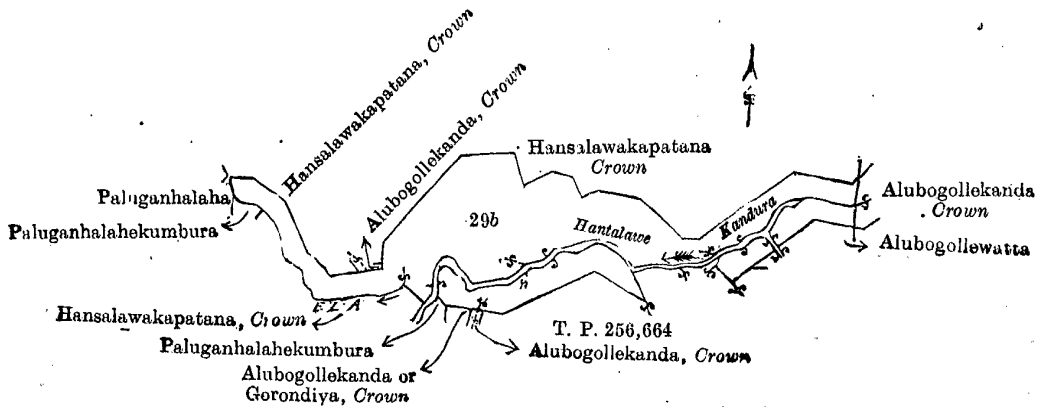 Hansalawakapatana, Crown
Alubogollekanda, Crown
Hansalawakapatana
Crown
Paluganhalaha
Paluganhalahekumbura
29b
Hantalawe
Kandura
Alubogollekanda
Crown
Alubogollewatta
ELA
Hansalawakapatana, Crown
Paluganhalahekumbura
Alubogollekanda or
Gorondiya, Crown
T. P. 256,664
Alubogollekanda, Crown